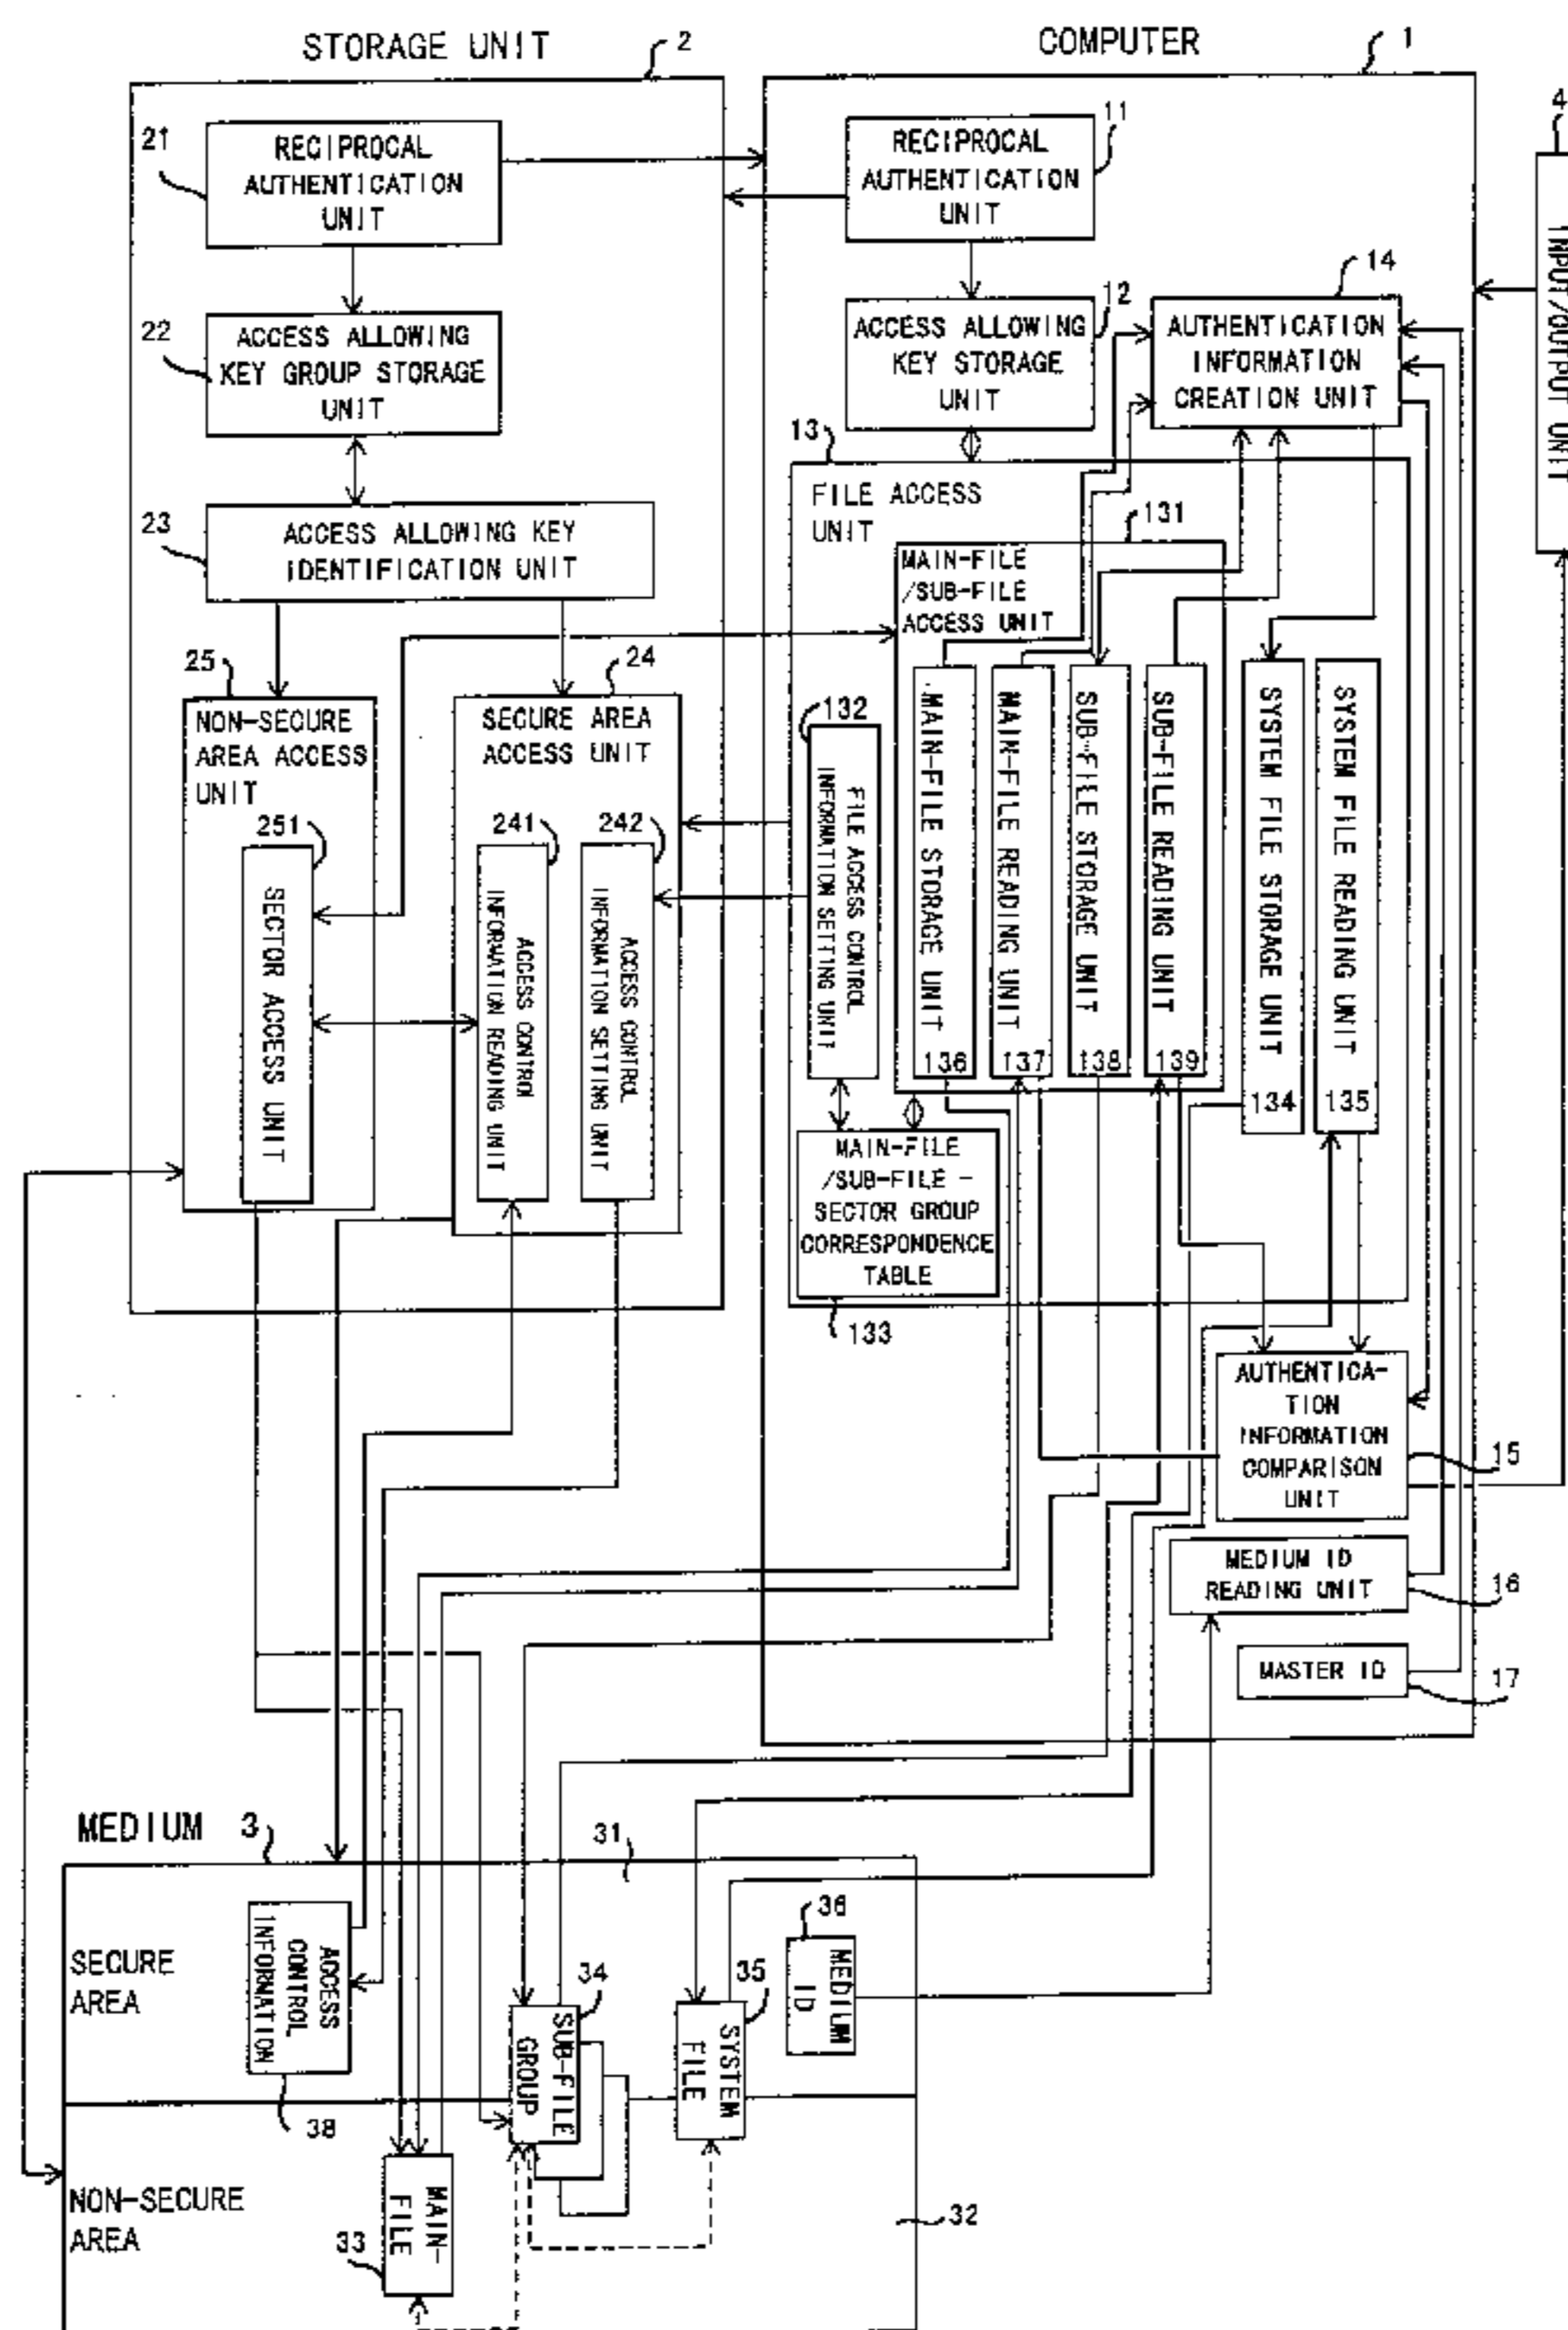 STORAGE UNIT
2
COMPUTER
1
4
INPUT/OUTPUT UNIT
21
RECIPROCAL
AUTHENTICATION
UNIT
11
RECIPROCAL
AUTHENTICATION
UNIT
22
ACCESS ALLOWING
KEY GROUP STORAGE
UNIT
12
ACCESS ALLOWING
KEY STORAGE
UNIT
14
AUTHENTICATION
INFORMATION
CREATION UNIT
23
ACCESS ALLOWING KEY
IDENTIFICATION UNIT
13
FILE ACCESS
UNIT
131
MAIN-FILE
/SUB-FILE
ACCESS UNIT
25
NON-SECURE
AREA ACCESS
UNIT
251
SECTOR ACCESS UNIT
24
SECURE AREA
ACCESS UNIT
241
ACCESS CONTROL
INFORMATION READING UNIT
242
ACCESS CONTROL
INFORMATION SETTING UNIT
132
FILE ACCESS CONTROL
INFORMATION SETTING UNIT
MAIN-FILE STORAGE UNIT
136
MAIN-FILE READING UNIT
137
SUB-FILE STORAGE UNIT
138
SUB-FILE READING UNIT
139
SYSTEM FILE STORAGE UNIT
134
SYSTEM FILE READING UNIT
135
MAIN-FILE
/SUB-FILE -
SECTOR GROUP
CORRESPONDENCE
TABLE
133
AUTHENTICA-
TION
INFORMATION
COMPARISON
UNIT
15
MEDIUM ID
READING UNIT
16
MASTER ID
17
MEDIUM
3
31
SECURE
AREA
ACCESS
CONTROL
INFORMATION
38
34
SUB-FILE
GROUP
35
SYSTEM
FILE
36
MEDIUM
ID
NON-SECURE
AREA
33
MAIN-
FILE
32